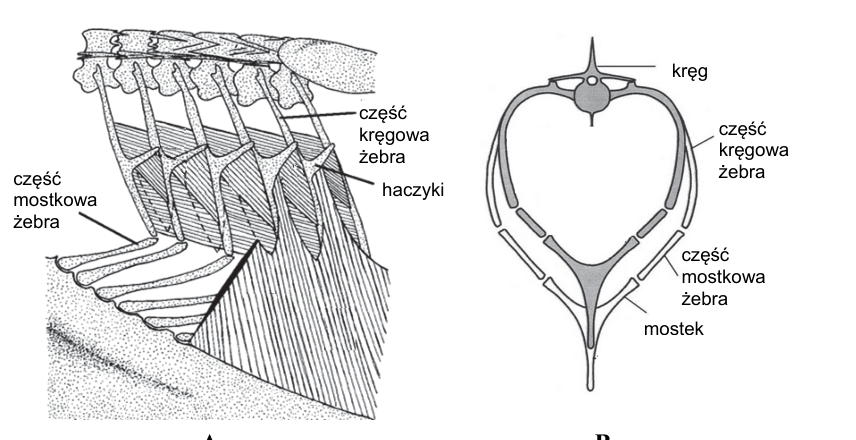 część
kręgowa
żebra
haczyki
część
mostkowa
żebra
kręg
część
kręgowa
żebra
część
mostkowa
żebra
mostek